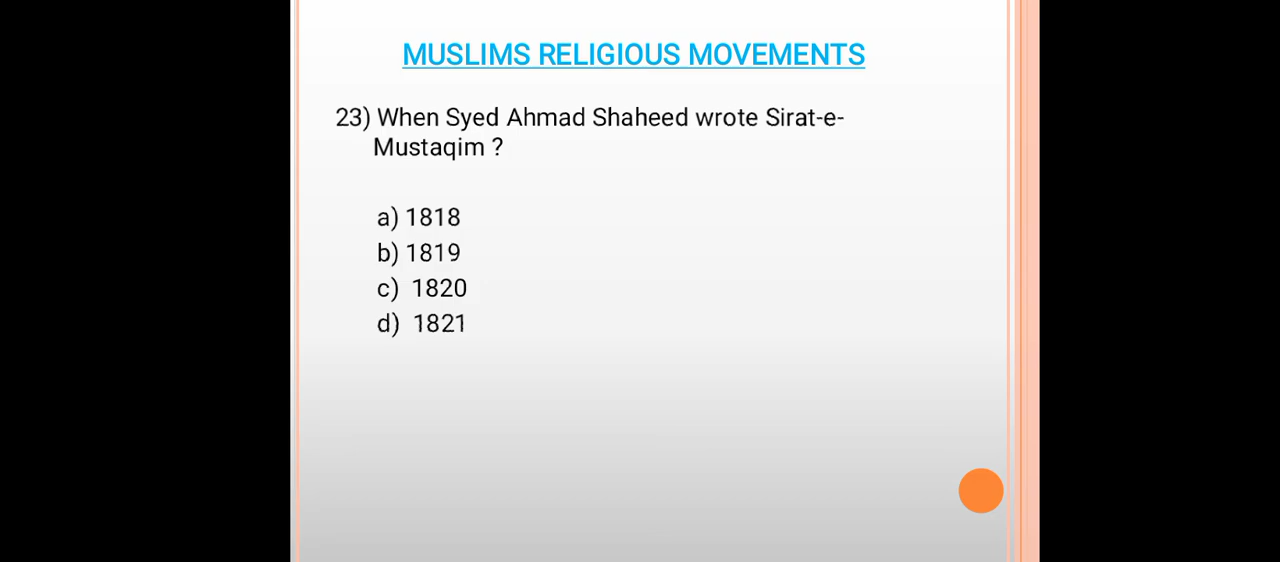 MUSLIMS RELIGIOUS MOVEMENTS
23) When Syed Ahmad Shaheed wrote Sirat-e-
Mustaqim ?
a) 1818
b) 1819
c) 1820
d) 1821